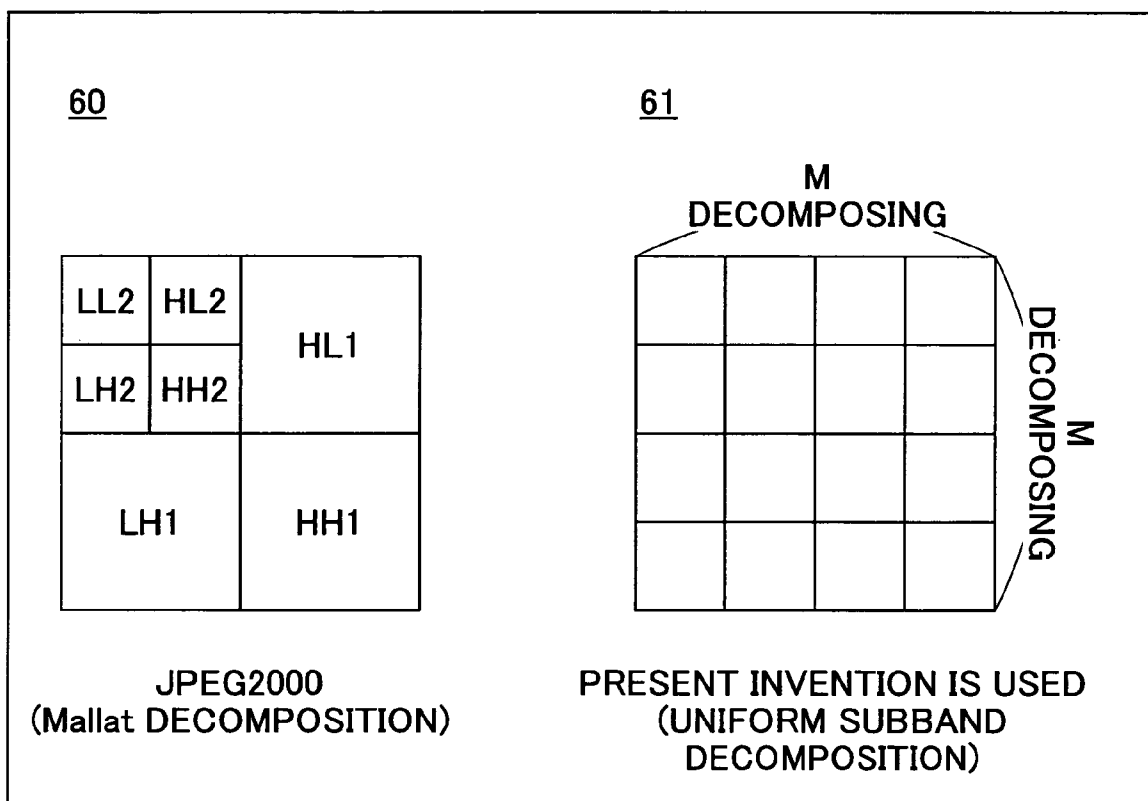 60
LL2 HL2
HL1
LH2 HH2
LH1 HH1
JPEG2000
(Mallat DECOMPOSITION)
61
M
DECOMPOSING
M
DECOMPOSING
PRESENT INVENTION IS USED
(UNIFORM SUBBAND
DECOMPOSITION)